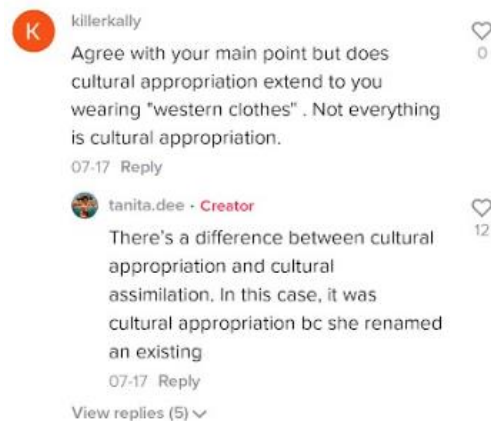 K
killerkally
Agree with your main point but does
cultural appropriation extend to you
wearing "western clothes" . Not everything
is cultural appropriation.
07-17 Reply
0
tanita.dee · Creator
There's a difference between cultural
appropriation and cultural
assimilation. In this case, it was
cultural appropriation bc she renamed
an existing
07-17 Reply
12
View replies (5)